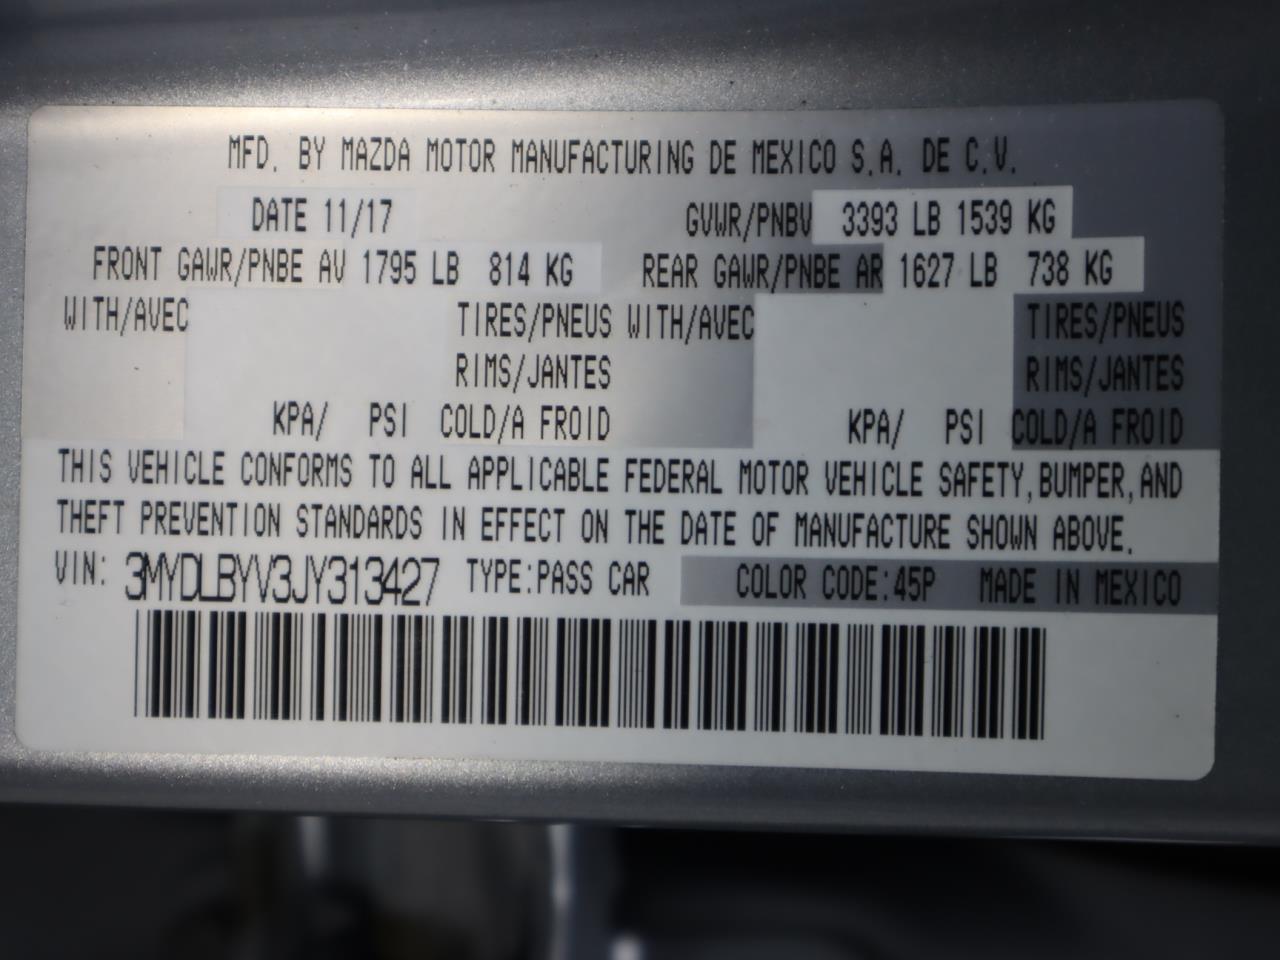 MFD. BY MAZDA MOTOR MANUFACTURING DE MEXICO S.A. DE C.V.
DATE 11/17 GVWR/PNBV 3393 LB 1539 KG
FRONT GAWR/PNBE AV 1795 LB 814 KG REAR GAWR/PNBE AR 1627 LB 738 KG
WITH/AVEC TIRES/PNEUS WITH/AVEC TIRES/PNEUS
RIMS/JANTES RIMS/JANTES
KPA/ PSI COLD/A FROID KPA/ PSI COLD/A FROID
THIS VEHICLE CONFORMS TO ALL APPLICABLE FEDERAL MOTOR VEHICLE SAFETY, BUMPER, AND
THEFT PREVENTION STANDARDS IN EFFECT ON THE DATE OF MANUFACTURE SHOWN ABOVE.
VIN: 3MYDLBYV3JY313427 TYPE:PASS CAR COLOR CODE:45P MADE IN MEXICO